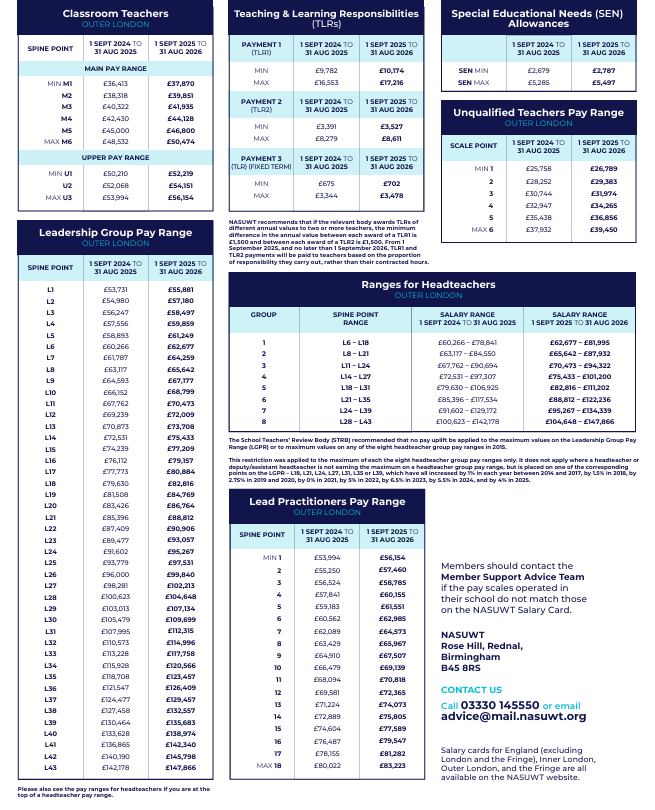 Classroom Teachers
OUTER LONDON
SPINE POINT 1 SEPT 2024 TO 31 AUG 2025 1 SEPT 2025 TO 31 AUG 2026
MAIN PAY RANGE
MIN M1 £36,413 £37,870
M2 £38,318 £39,851
M3 £40,322 £41,935
M4 £42,430 £44,128
M5 £45,000 £46,800
MAX M6 £48,532 £50,474
UPPER PAY RANGE
MIN U1 £50,210 £52,219
U2 £52,068 £54,151
MAX U3 £53,994 £56,154
Leadership Group Pay Range
OUTER LONDON
SPINE POINT 1 SEPT 2024 TO 31 AUG 2025 1 SEPT 2025 TO 31 AUG 2026
L1 £53,731 £55,881
L2 £54,980 £57,180
L3 £56,247 £58,497
L4 £57,556 £59,859
L5 £58,893 £61,249
L6 £60,266 £62,677
L7 £61,787 £64,259
L8 £63,117 £65,642
L9 £64,593 £67,177
L10 £66,152 £68,799
L11 £67,762 £70,473
L12 £69,239 £72,009
L13 £70,873 £73,708
L14 £72,531 £75,433
L15 £74,239 £77,209
L16 £76,112 £79,157
L17 £77,773 £80,884
L18 £79,630 £82,816
L19 £81,508 £84,769
L20 £83,426 £86,764
L21 £85,396 £88,812
L22 £87,409 £90,906
L23 £89,477 £93,057
L24 £91,602 £95,267
L25 £93,779 £97,531
L26 £96,000 £99,840
L27 £98,281 £102,213
L28 £100,623 £104,648
L29 £103,013 £107,134
L30 £105,479 £109,699
L31 £107,995 £112,315
L32 £110,573 £114,996
L33 £113,228 £117,758
L34 £115,928 £120,566
L35 £118,708 £123,457
L36 £121,547 £126,409
L37 £124,477 £129,457
L38 £127,458 £132,557
L39 £130,464 £135,683
L40 £133,628 £138,974
L41 £136,865 £142,340
L42 £140,190 £145,798
L43 £142,178 £147,866
Please also see the pay ranges for headteachers if you are at the
top of a headteacher pay range.
Teaching & Learning Responsibilities
(TLRs)
PAYMENT 1 (TLR1) 1 SEPT 2024 TO 31 AUG 2025 1 SEPT 2025 TO 31 AUG 2026
MIN £9,782 £10,174
MAX £16,553 £17,216
PAYMENT 2 (TLR2) 1 SEPT 2024 TO 31 AUG 2025 1 SEPT 2025 TO 31 AUG 2026
MIN £3,391 £3,527
MAX £8,279 £8,611
PAYMENT 3 (TLR) (FIXED TERM) 1 SEPT 2024 TO 31 AUG 2025 1 SEPT 2025 TO 31 AUG 2026
MIN £675 £702
MAX £3,344 £3,478
NASUWT recommends that if the relevant body awards TLRs of
different annual values to two or more teachers, the minimum
difference in the annual value between each award of a TLR1 is
£1,500 and between each award of a TLR2 is £1,500. From 1
September, and no later than 1 September 2026, TLR1 and
TLR2 payments will be paid to teachers based on the proportion
of responsibility they carry out, rather than their contracted hours.
Special Educational Needs (SEN)
Allowances
1 SEPT 2024 TO 31 AUG 2025 1 SEPT 2025 TO 31 AUG 2026
SEN MIN £2,679 £2,787
SEN MAX £5,285 £5,497
Unqualified Teachers Pay Range
OUTER LONDON
SCALE POINT 1 SEPT 2024 TO 31 AUG 2025 1 SEPT 2025 TO 31 AUG 2026
MIN 1 £25,758 £26,789
2 £28,252 £29,383
3 £30,744 £31,974
4 £32,947 £34,265
5 £35,438 £36,856
MAX 6 £37,932 £39,450
Ranges for Headteachers
OUTER LONDON
GROUP SPINE POINT RANGE SALARY RANGE 1 SEPT 2024 TO 31 AUG 2025 SALARY RANGE 1 SEPT 2025 TO 31 AUG 2026
1 L6 – L18 £60,266 – £78,841 £62,677 – £81,995
2 L8 – L21 £63,117 – £84,550 £65,642 – £87,932
3 L11 – L24 £67,762 – £90,694 £70,473 – £94,322
4 L14 – L27 £72,531 – £97,307 £75,433 – £101,200
5 L18 – L31 £79,630 – £106,925 £82,816 – £111,202
6 L21 – L35 £85,396 – £117,534 £88,812 – £122,236
7 L24 – L39 £91,602 – £129,172 £95,267 – £134,339
8 L28 – L43 £100,623 – £142,178 £104,648 – £147,866
The School Teachers' Review Body (STRB) recommended that no pay uplift be applied to the maximum values on the Leadership Group Pay
Range (LGPR) or to maximum values on any of the eight headteacher group pay ranges in 2015.
This restriction was applied to the maximum of each of the eight headteacher group pay ranges only. It does not apply where a headteacher or
deputy/assistant headteacher is not earning the maximum on a headteacher group pay range, but is placed on one of the corresponding
points on the LGPR – L18, L21, L24, L27, L31, L35 or L39, which have all increased by 1% in each year between 2014 and 2017, by 1.5% in 2018, by
2.75% in 2019 and 2020, by 0% in 2021, by 5% in 2022, by 6.5% in 2023, by 5.5% in 2024, and by 4% in 2025.
Lead Practitioners Pay Range
OUTER LONDON
SPINE POINT 1 SEPT 2024 TO 31 AUG 2025 1 SEPT 2025 TO 31 AUG 2026
MIN 1 £53,994 £56,154
2 £55,250 £57,460
3 £56,524 £58,785
4 £57,841 £60,155
5 £59,183 £61,551
6 £60,562 £62,985
7 £62,089 £64,573
8 £63,429 £65,967
9 £64,910 £67,507
10 £66,479 £69,139
11 £68,094 £70,818
12 £69,581 £72,365
13 £71,224 £74,073
14 £72,889 £75,805
15 £74,604 £77,589
16 £76,487 £79,547
17 £78,155 £81,282
MAX 18 £80,022 £83,223
Members should contact the
Member Support Advice Team
if the pay scales operated in
their school do not match those
on the NASUWT Salary Card.
NASUWT
Rose Hill, Rednal,
Birmingham
B45 8RS
CONTACT US
Call 03330 145550 or email
advice@mail.nasuwt.org
Salary cards for England (excluding
London and the Fringe), Inner London,
Outer London, and the Fringe are all
available on the NASUWT website.